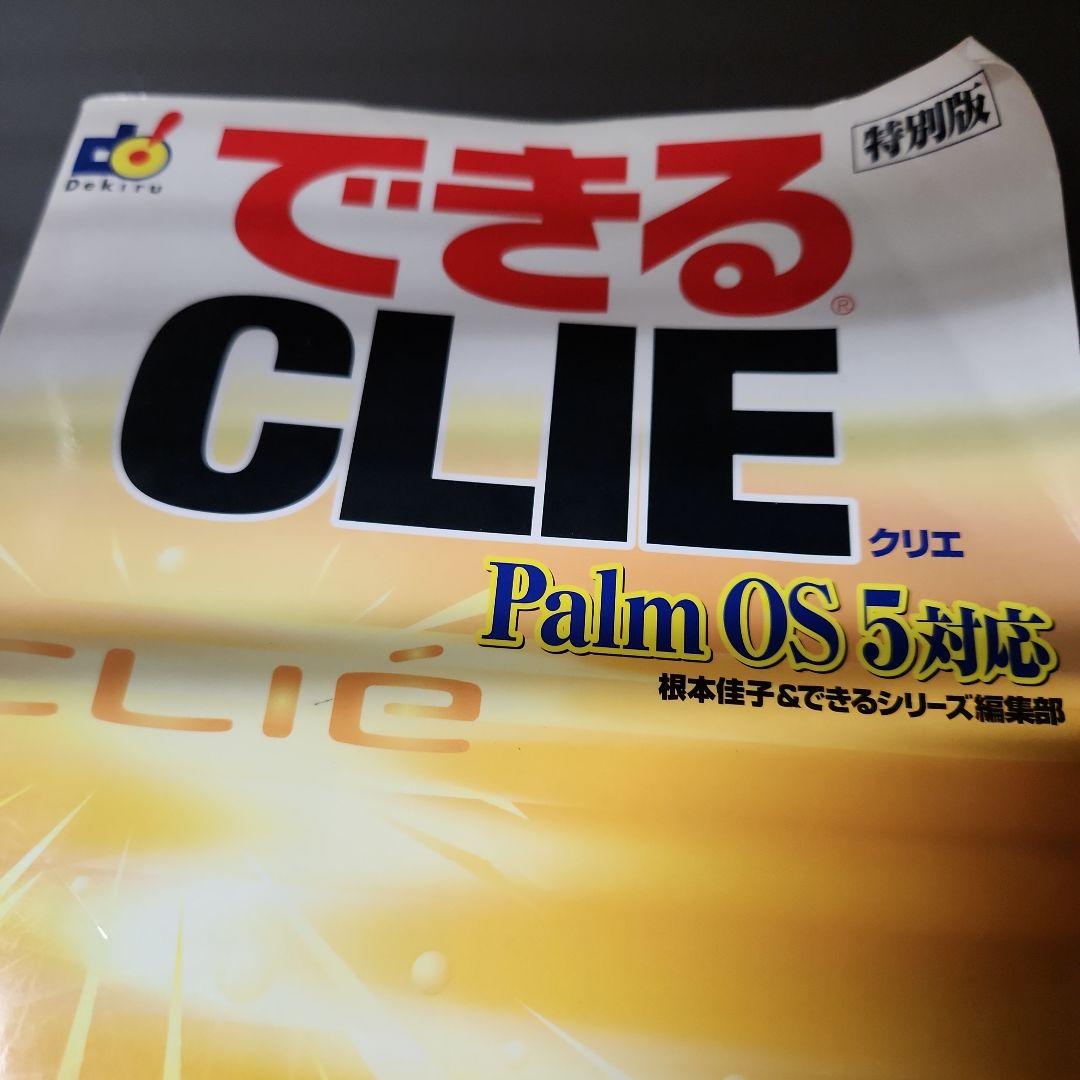 Dekiru
できる®
特別版
CLIE
クリエ
Palm OS 5対応
根本佳子&できるシリーズ編集部
CLIé